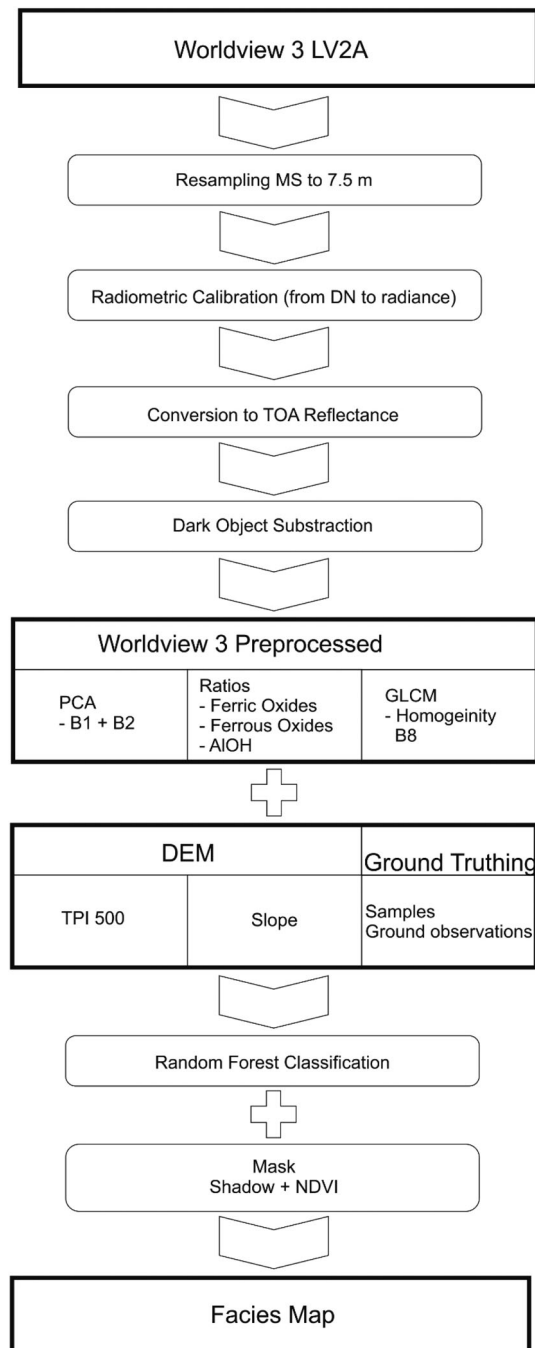 Worldview 3 LV2A
Resampling MS to 7.5 m
Radiometric Calibration (from DN to radiance)
Conversion to TOA Reflectance
Dark Object Substraction
Worldview 3 Preprocessed
PCA
- B1 + B2
Ratios
- Ferric Oxides
- Ferrous Oxides
- AlOH
GLCM
- Homogeinity
B8
DEM
Ground Truthing
TPI 500
Slope
Samples
Ground observations
Random Forest Classification
Mask
Shadow + NDVI
Facies Map